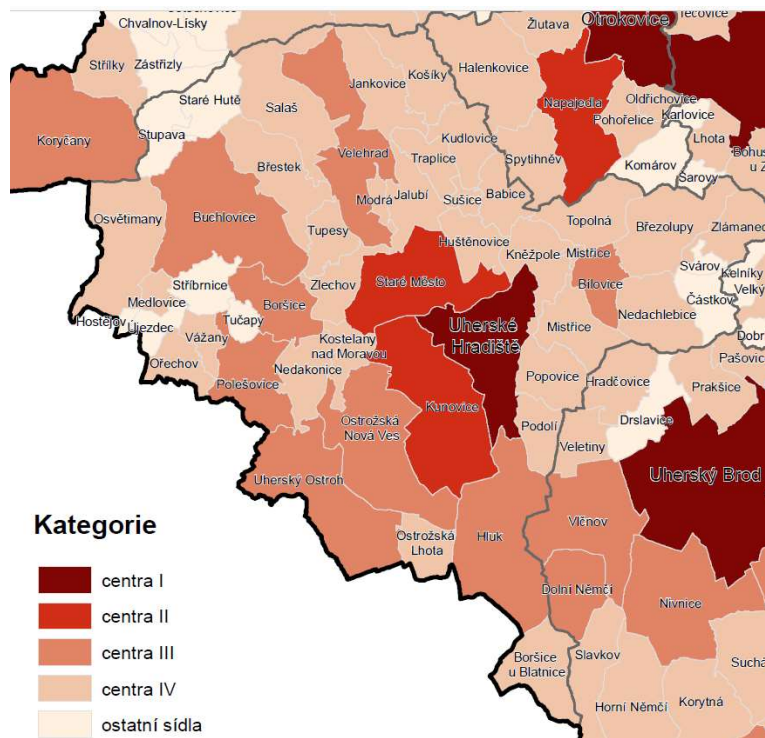 Chvalnov-Lísky
Střílky
Zástřizly
Koryčany
Staré Hutě
Stupava
Salaš
Jankovice
Košíky
Halenkovice
Žlutava
Otrokovice
Napajedla
Oldřichovice
Pohořelice
Karlovice
Lhota
Komárov
Šarovy
Spytihněv
Kudlovice
Traplice
Velehrad
Břestek
Modrá
Jalubí
Sušice
Babice
Osvětimany
Buchlovice
Tupesy
Huštěnovice
Topolná
Březolupy
Zlámanec
Kněžpole
Mistřice
Bílovice
Svárov
Kelníky
Částkov
Nedachlebice
Stříbrnice
Zlechov
Staré Město
Medlovice
Boršice
Hostějov
Újezdec
Tučapy
Vážany
Kostelany
nad Moravou
Uherské
Hradiště
Mistřice
Ořechov
Nedakonice
Polešovice
Popovice
Hradčovice
Prakšice
Kunovice
Ostrožská
Nová Ves
Podolí
Drslavice
Veletiny
Uherský Ostroh
Uherský Brod
Ostrožská
Lhota
Hluk
Vlčnov
Dolní Němčí
Nivnice
Boršice
u Blatnice
Slavkov
Horní Němčí
Korytná
Kategorie
centra I
centra II
centra III
centra IV
ostatní sídla